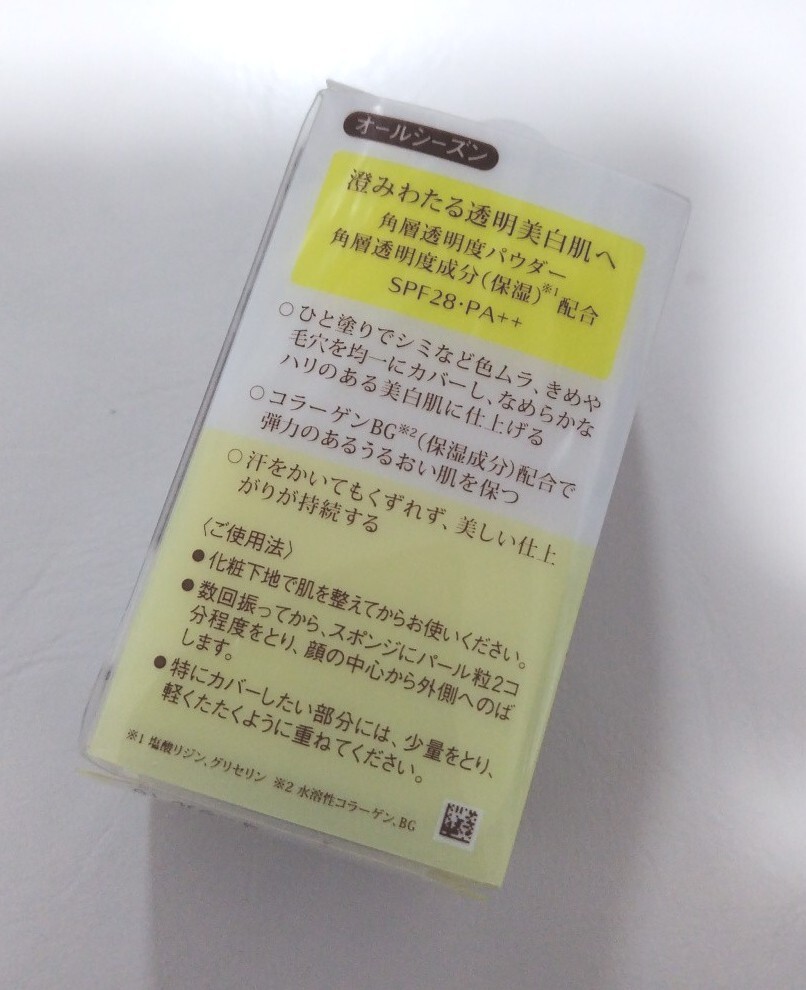 オールシーズン
澄みわたる透明美白肌へ
角層透明度パウダー
角層透明度成分(保湿)※1配合
SPF28・PA++
○ひと塗りでシミなど色ムラ、きめや
毛穴を均一にカバーし、なめらかな
ハリのある美白肌に仕上げる
○コラーゲンBG※2(保湿成分)配合で
弾力のあるうるおい肌を保つ
○汗をかいてもくずれず、美しい仕上
がりが持続する
〈ご使用法〉
●化粧下地で肌を整えてからお使いください。
●数回振ってから、スポンジにパール粒2コ
分程度をとり、顔の中心から外側へのば
します。
●特にカバーしたい部分には、少量をとり、
軽くたたくように重ねてください。
※1 塩酸リジン、グリセリン ※2 水溶性コラーゲン、BG